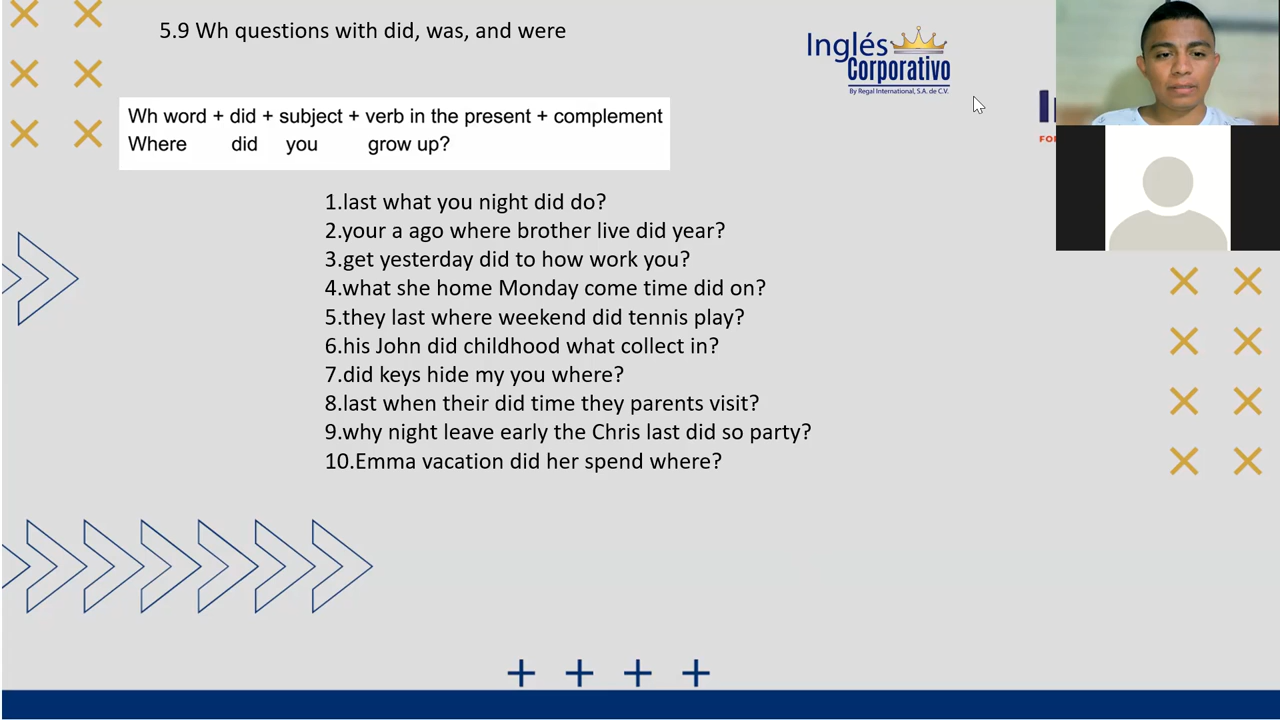 5.9 Wh questions with did, was, and were
Inglés
Corporativo
By Regal International, S.A. de C.V.
Wh word + did + subject + verb in the present + complement
Where did you grow up?
1.last what you night did do?
2.your a ago where brother live did year?
3.get yesterday did to how work you?
4.what she home Monday come time did on?
5.they last where weekend did tennis play?
6.his John did childhood what collect in?
7.did keys hide my you where?
8.last when their did time they parents visit?
9.why night leave early the Chris last did so party?
10.Emma vacation did her spend where?